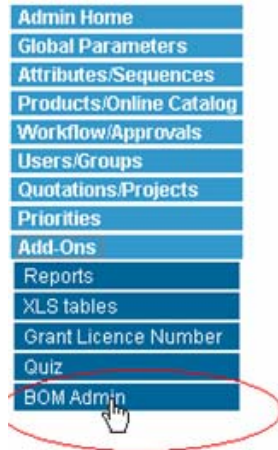 Admin Home
Global Parameters
Attributes/Sequences
Products/Online Catalog
Workflow/Approvals
Users/Groups
Quotations/Projects
Priorities
Add-Ons
Reports
XLS tables
Grant Licence Number
Quiz
BOM Admin